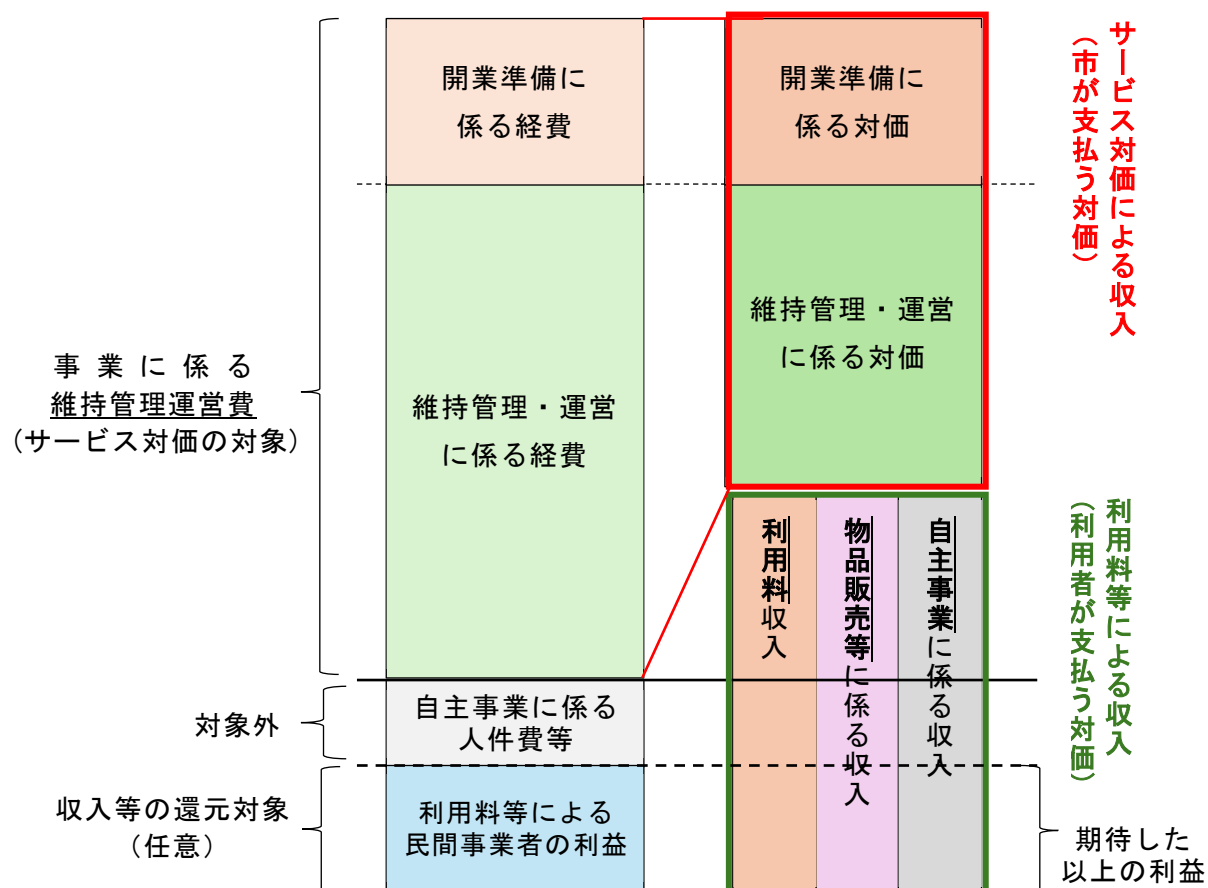 事業に係る
維持管理運営費
（サービス対価の対象）
対象外
収入等の還元対象
（任意）
開業準備に
係る経費
維持管理・運営
に係る経費
自主事業に係る
人件費等
利用料等による
民間事業者の利益
開業準備に
係る対価
維持管理・運営
に係る対価
利用料収入
物品販売等に係る収入
自主事業に係る収入
サービス対価による収入
（市が支払う対価）
利用料等による収入
（利用者が支払う対価）
期待した
以上の利益